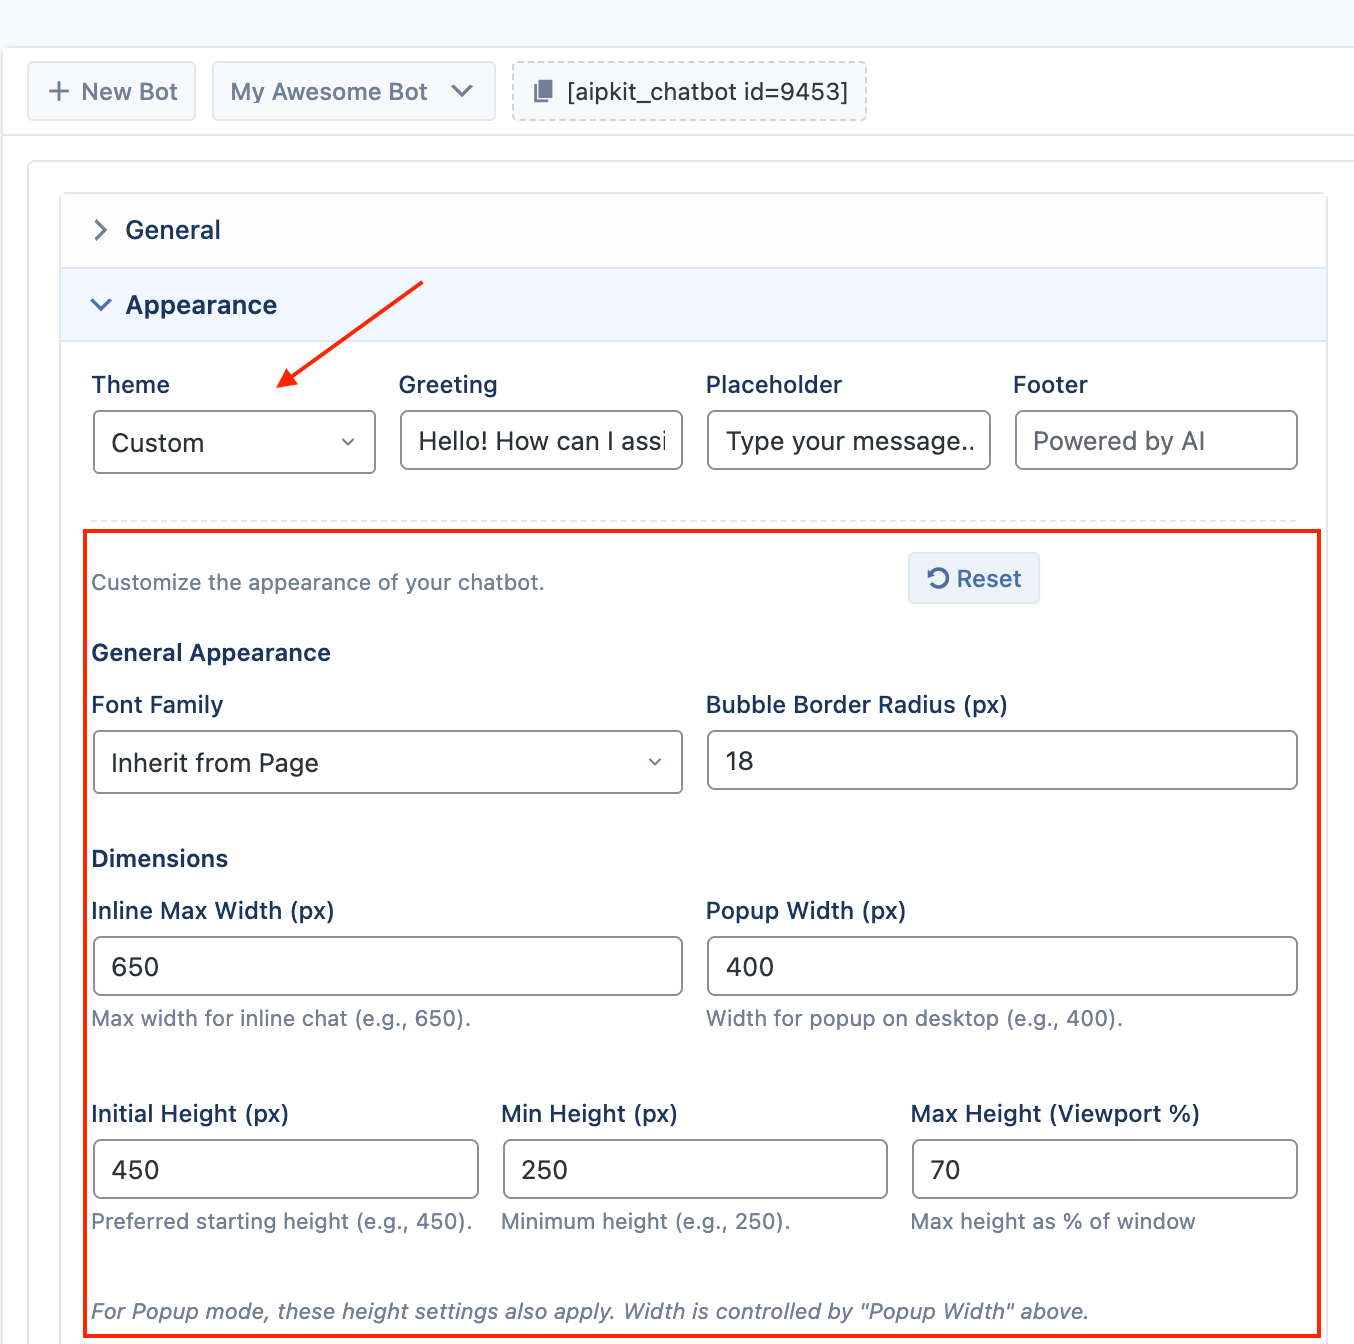 New Bot
My Awesome Bot
[aipkit_chatbot id=9453]
General
Appearance
Theme Greeting Placeholder Footer
Custom Hello! How can I assi Type your message.. Powered by AI
Customize the appearance of your chatbot. Reset
General Appearance
Font Family Bubble Border Radius (px)
Inherit from Page 18
Dimensions
Inline Max Width (px) Popup Width (px)
650 400
Max width for inline chat (e.g., 650). Width for popup on desktop (e.g., 400).
Initial Height (px) Min Height (px) Max Height (Viewport %)
450 250 70
Preferred starting height (e.g., 450). Minimum height (e.g., 250). Max height as % of window
For Popup mode, these height settings also apply. Width is controlled by "Popup Width" above.